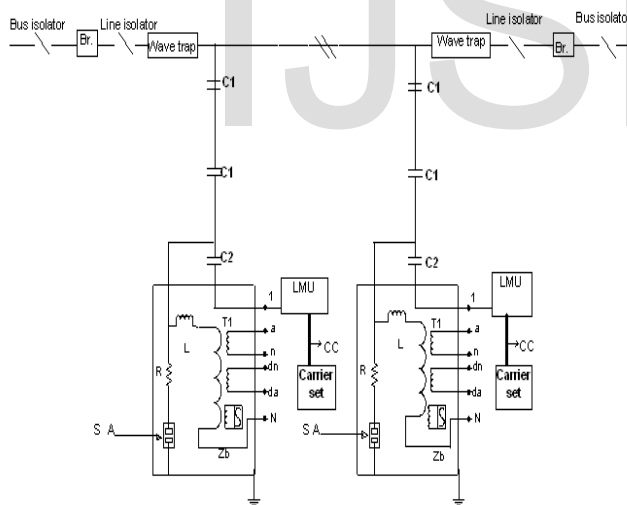 Bus isolator
Line isolator
Br.
Wave trap
Wave trap
Line isolator
Br.
Bus isolato
IJS
C1
C1
C1
C1
C2
C2
LMU
LMU
1
1
T1
T1
a
a
L
L
n
n
CC
CC
R
R
dn
dn
da
da
Carrier
set
Carrier
set
S
S
N
N
S A
S A
Zb
Zb